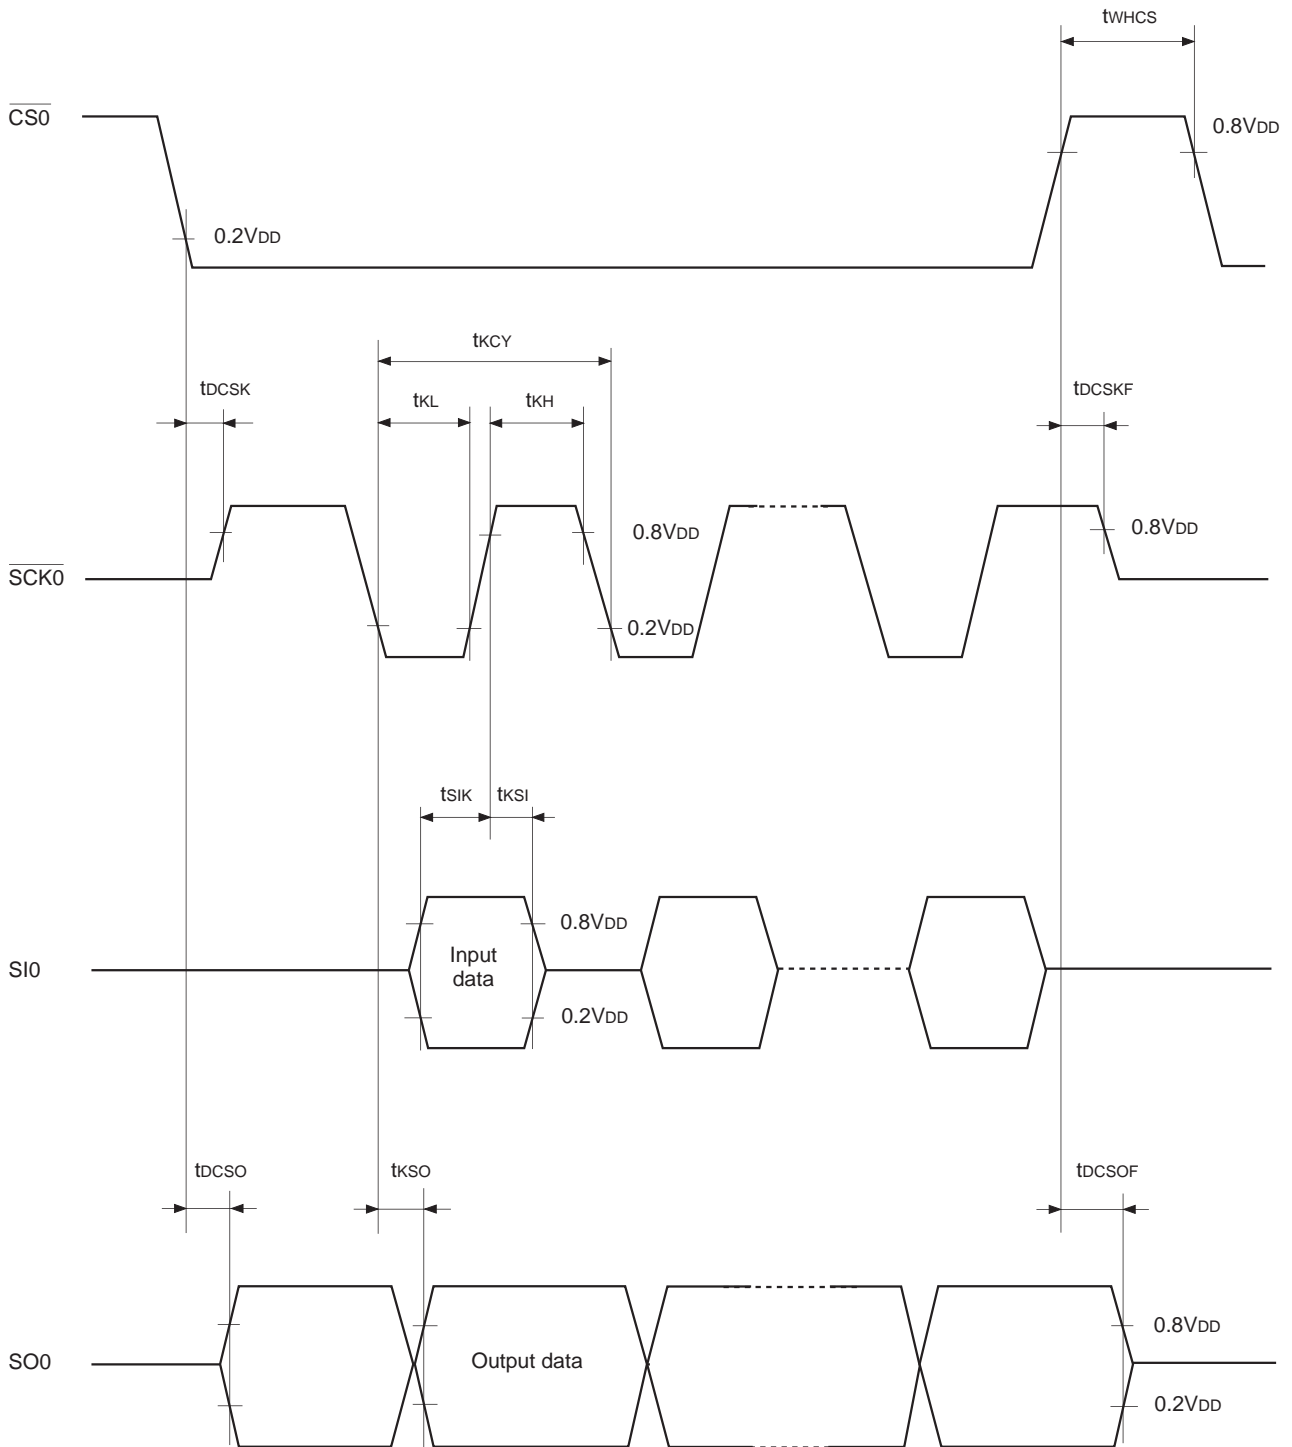 tWHCS
CS0
0.8VDD
0.2VDD
tKCY
tDCSK
tKL
tKH
tDCSKF
0.8VDD
0.8VDD
SCK0
0.2VDD
tSIK
tKSI
0.8VDD
Input
data
SI0
0.2VDD
tDCSO
tKSO
tDCSOF
0.8VDD
SO0
Output data
0.2VDD